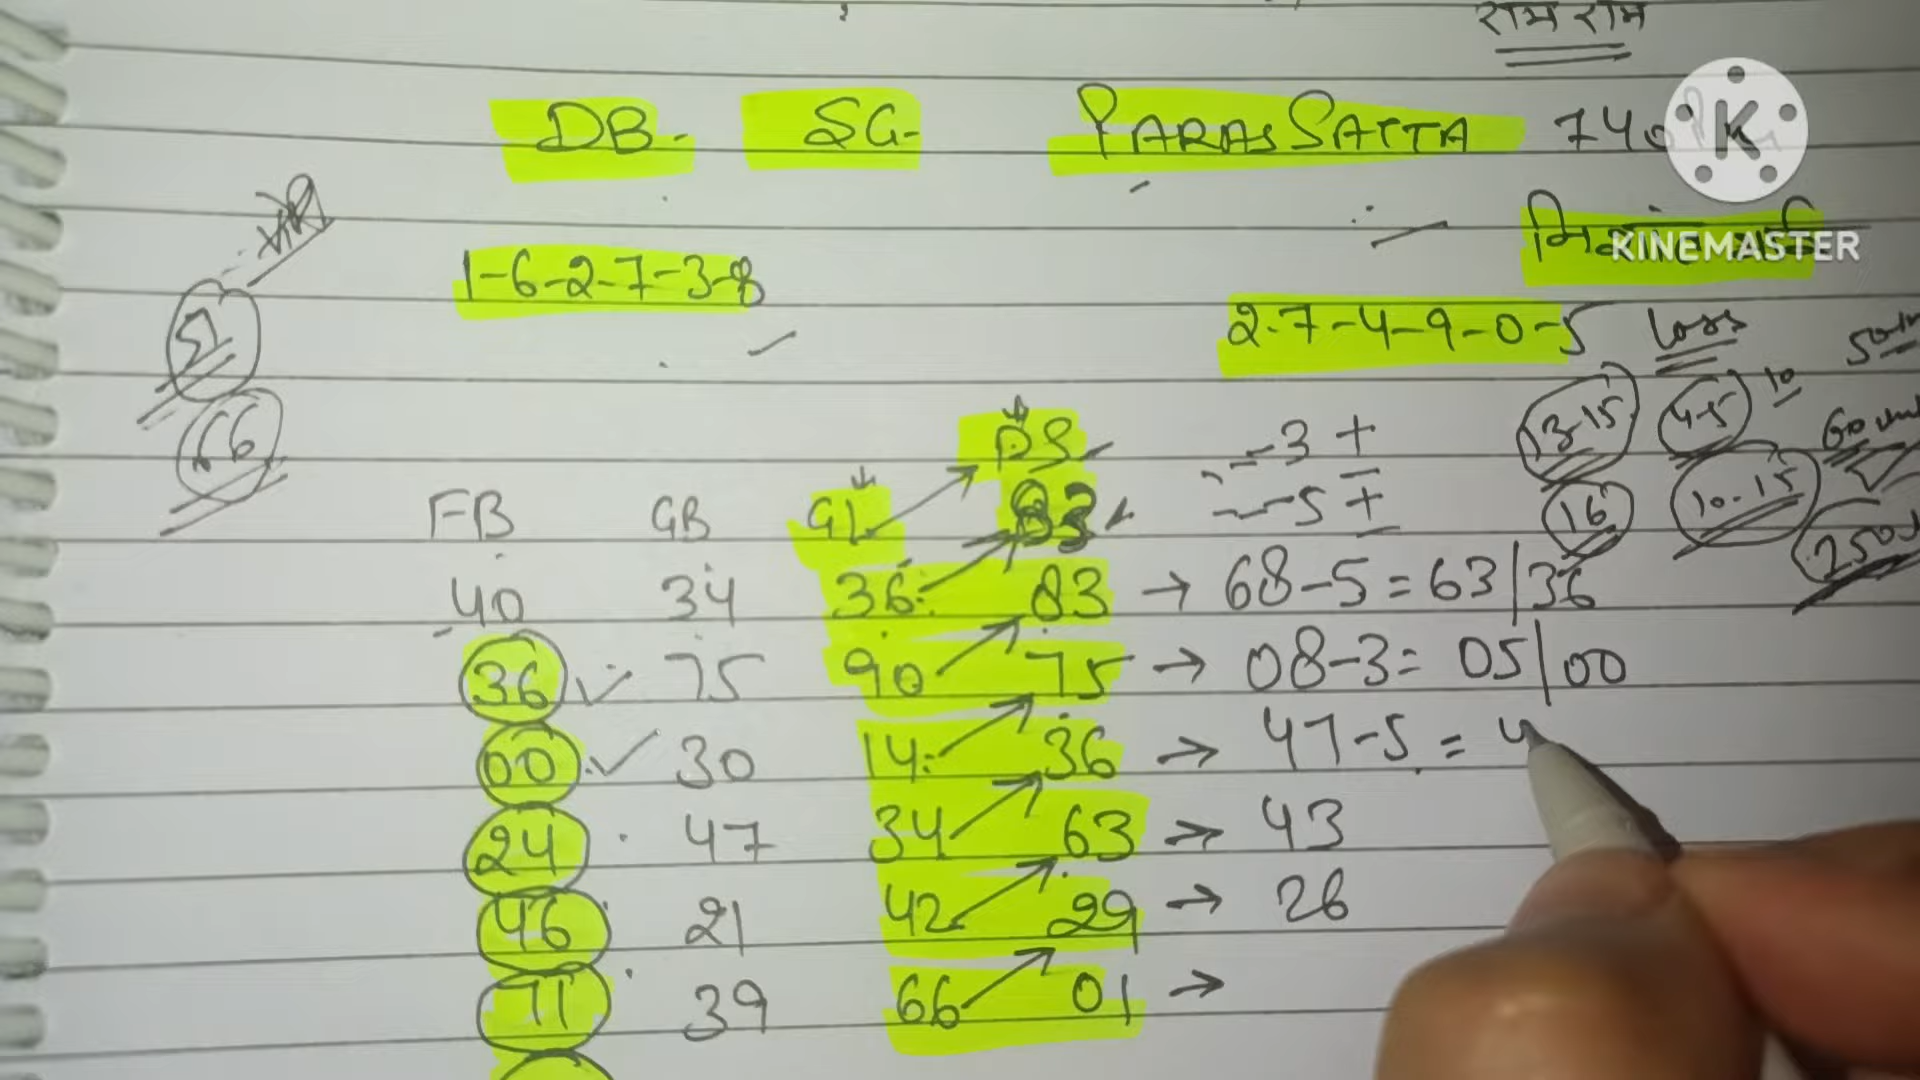 राम राम
DB- SG- PARAS SATTA 740
KINEMASTER
1-6-2-7-3-8
2-7-4-9-0-5 Loss
51
66
13-15 4-5 10
16 10-15
DS - --3 +
FB GB GL --5 +
40 34 36 83 → 68-5=63|36
36 ✓ 75 90 75 → 08-3= 05|00
00 ✓ 30 14 36 → 47-5 = 4
24 47 34 63 → 43
46 21 42 29 → 26
71 39 66 01 →